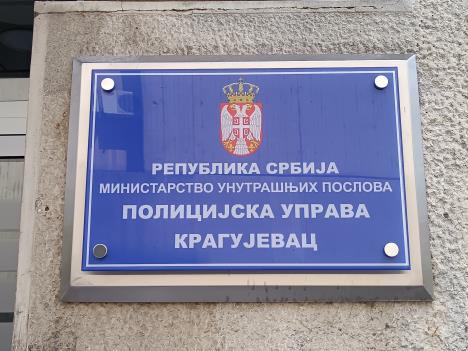 РЕПУБЛИКА СРБИЈА
МИНИСТАРСТВО УНУТРАШЊИХ ПОСЛОВА
ПОЛИЦИЈСКА УПРАВА
КРАГУЈЕВАЦ